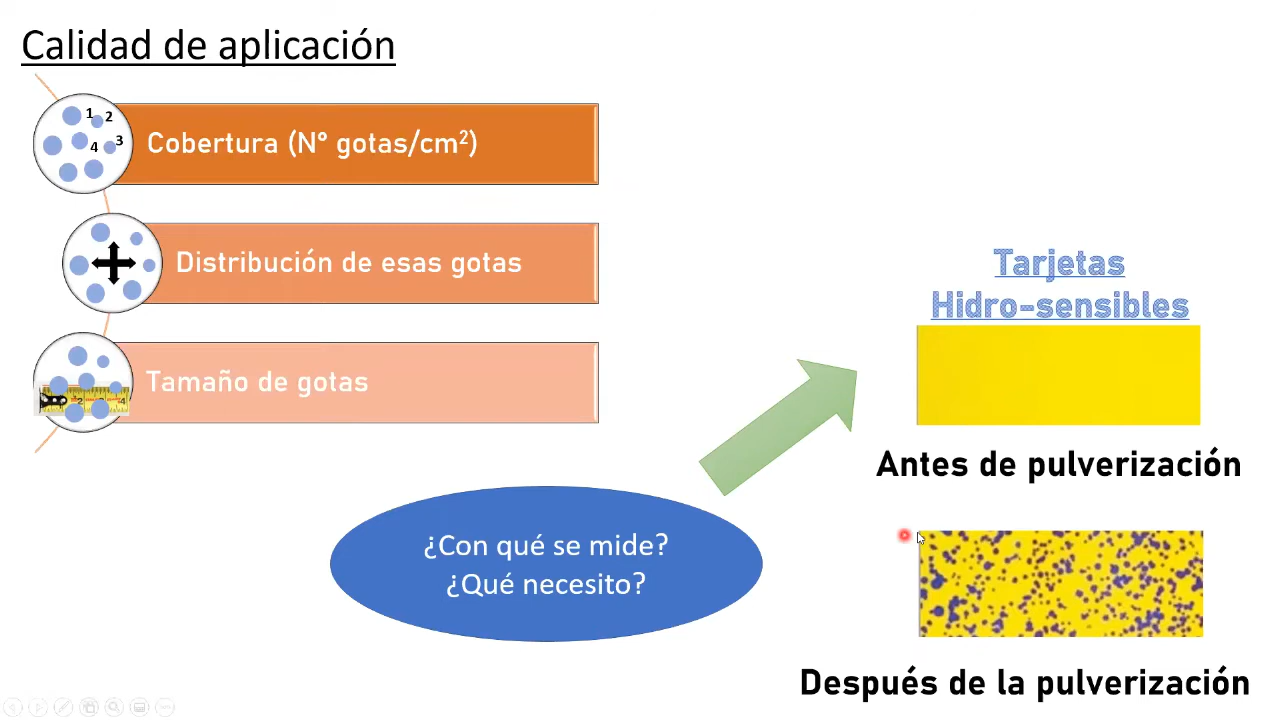 Calidad de aplicación
1
2
3
4
Cobertura (N° gotas/cm²)
Distribución de esas gotas
Tamaño de gotas
Tarjetas
Hidro-sensibles
Antes de pulverización
¿Con qué se mide?
¿Qué necesito?
Después de la pulverización